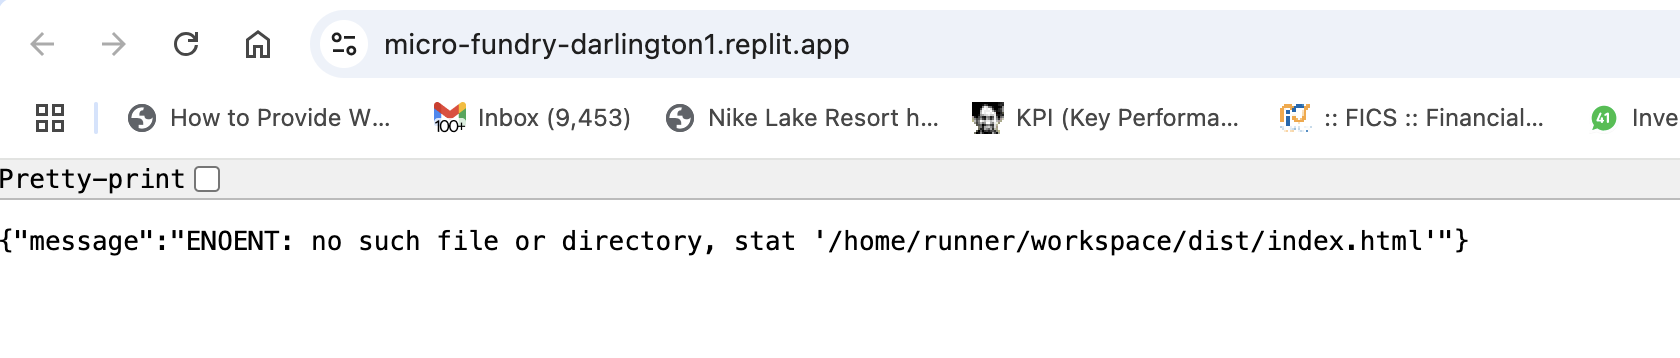 micro-fundry-darlington1.replit.app
How to Provide W... 100+ Inbox (9,453) Nike Lake Resort h... KPI (Key Performa... :: FICS :: Financial... 41 Inve
Pretty-print
{"message":"ENOENT: no such file or directory, stat '/home/runner/workspace/dist/index.html'"}